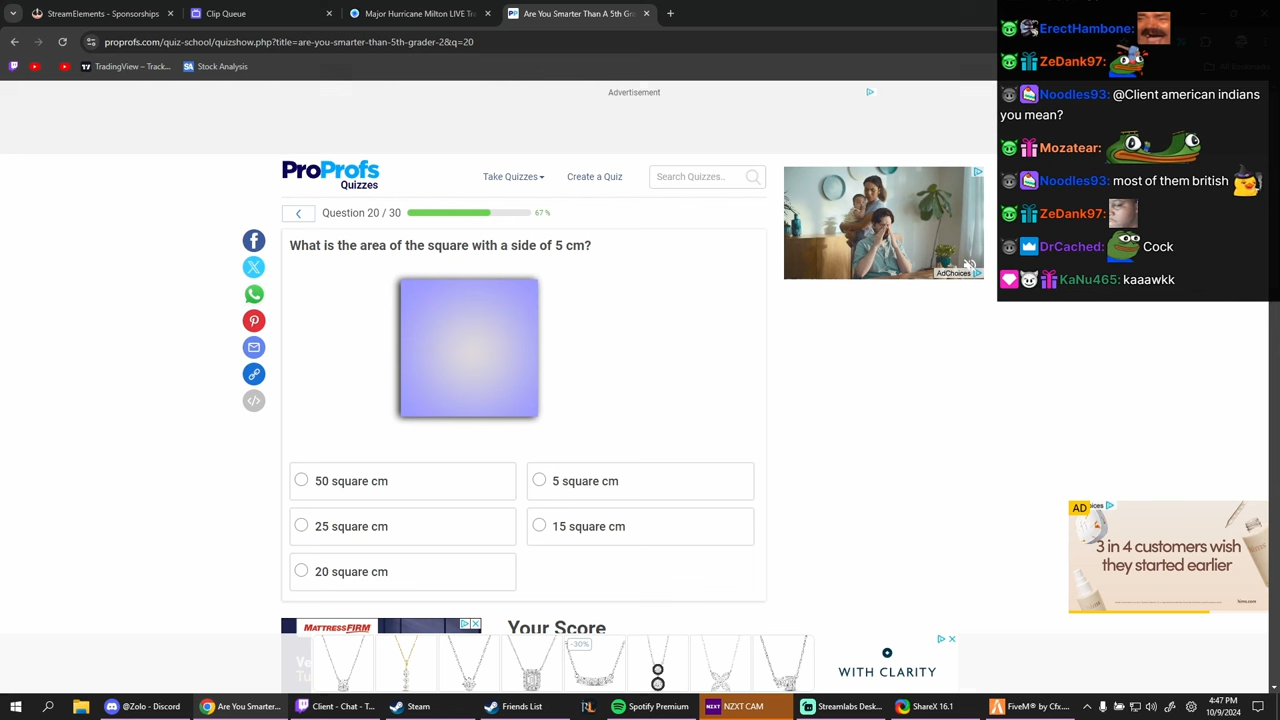 StreamElements - Sponsorships
Clip Queue
Major Hurricane Milton LIVE T
Are You Smarter Than A 5th Gr
proprofs.com/quiz-school/quizshow.php?title=are-you-smarter-than-5th-grader-2&q=20
TradingView – Track...
Stock Analysis
ErectHambone:
ZeDank97:
Noodles93: @Client american indians
you mean?
Mozatear:
Noodles93: most of them british
ZeDank97:
DrCached: Cock
KaNu465: kaaawkk
Advertisement
ProProfs
Quizzes
Take Quizzes
Create a Quiz
Search Quizzes..
Question 20 / 30
67 %
What is the area of the square with a side of 5 cm?
50 square cm
5 square cm
25 square cm
15 square cm
20 square cm
AdChoices
AD
3 in 4 customers wish
they started earlier
hims.com
MATTRESSFIRM
Your Score
-30%
WITH CLARITY
@Zolo - Discord
Are You Smarter...
Client - Chat - T...
Steam
Friends List
Spotify Premium
NZXT
NZXT CAM
Streamlabs Desk...
ShareX 16.1
FiveM® by Cfx....
4:47 PM
10/9/2024